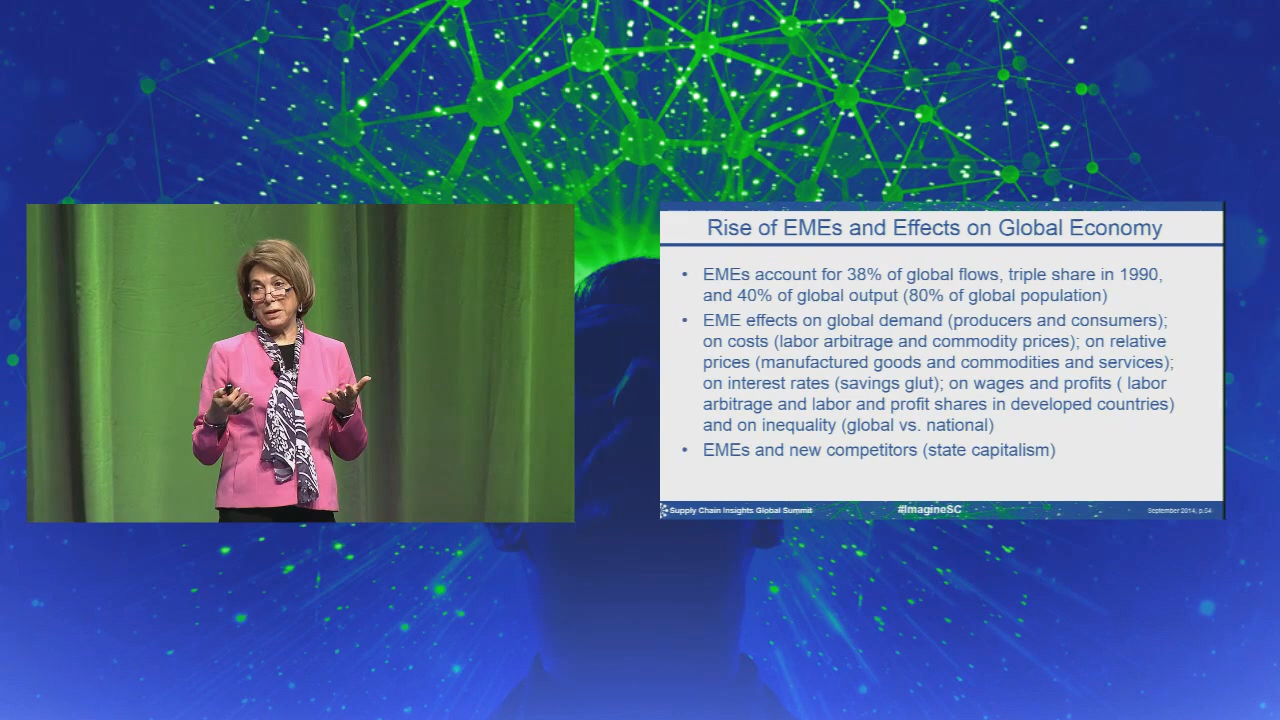 Rise of EMEs and Effects on Global Economy
• EMEs account for 38% of global flows, triple share in 1990,
and 40% of global output (80% of global population)
• EME effects on global demand (producers and consumers);
on costs (labor arbitrage and commodity prices); on relative
prices (manufactured goods and commodities and services);
on interest rates (savings glut); on wages and profits ( labor
arbitrage and labor and profit shares in developed countries)
and on inequality (global vs. national)
• EMEs and new competitors (state capitalism)
Supply Chain Insights Global Summit
#ImagineSC
September 2014, p.54